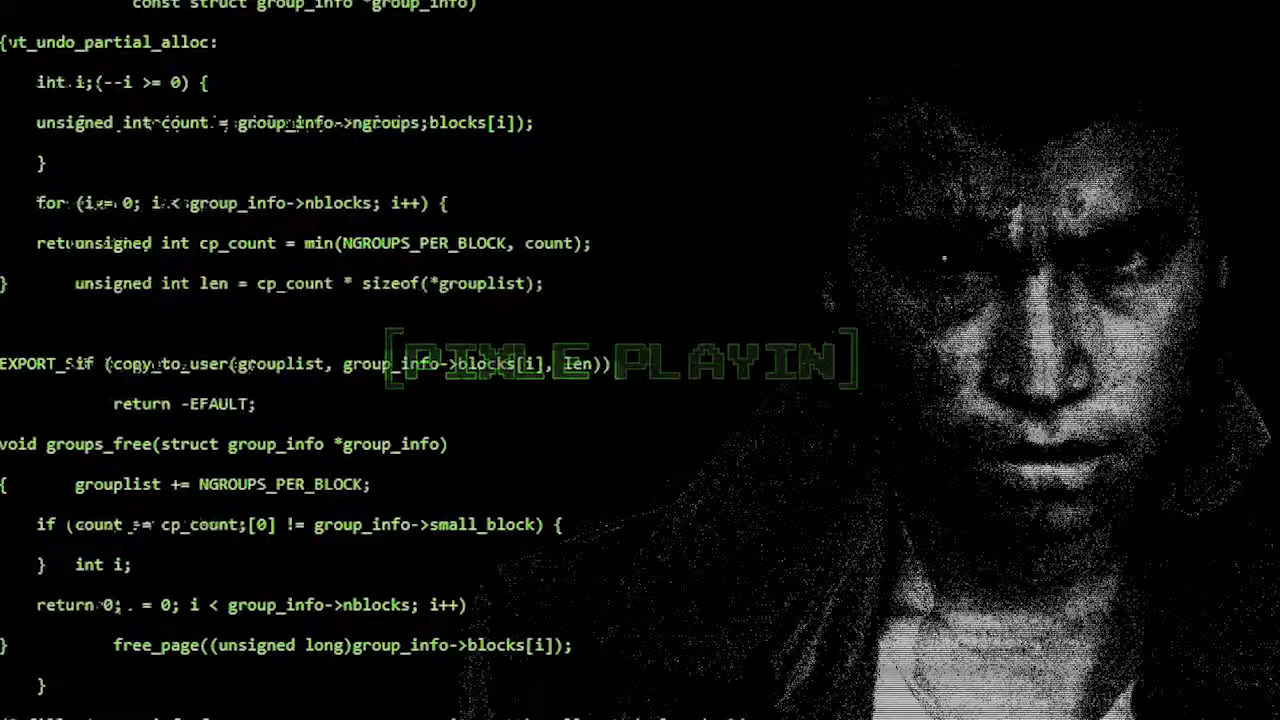 const struct group_info *group_info)
{ut_undo_partial_alloc:
int i;(--i >= 0) {
unsigned int count = group_info->ngroups;blocks[i]);
}
for (i = 0; i < group_info->nblocks; i++) {
unsigned int cp_count = min(NGROUPS_PER_BLOCK, count);
} unsigned int len = cp_count * sizeof(*grouplist);
[PIXLE PLAYIN]
if (copy_to_user(grouplist, group_info->blocks[i], len))
return -EFAULT;
void groups_free(struct group_info *group_info)
{ grouplist += NGROUPS_PER_BLOCK;
if (count -= cp_count;[0] != group_info->small_block) {
} int i;
return 0; = 0; i < group_info->nblocks; i++)
} free_page((unsigned long)group_info->blocks[i]);
}